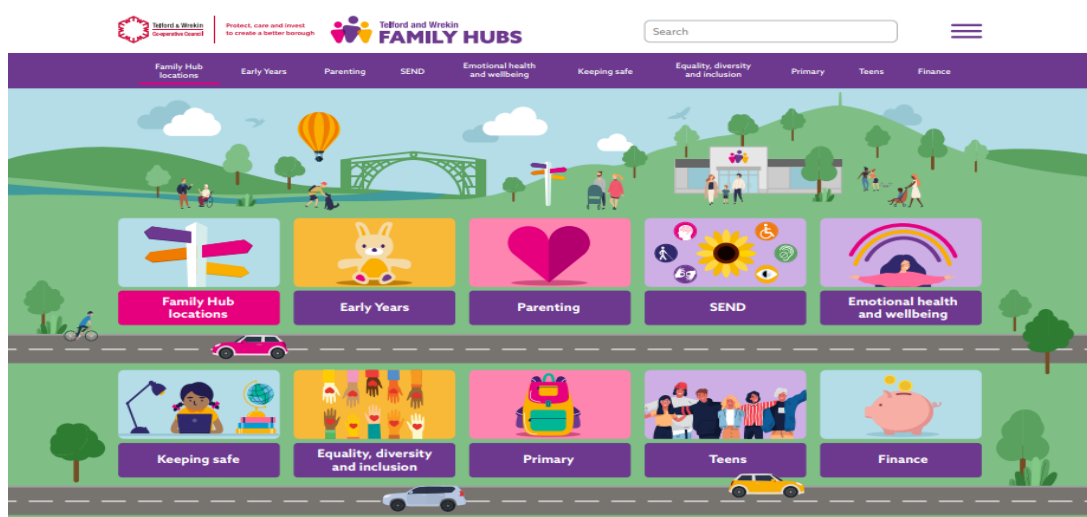 Telford & Wrekin
Co-operative Council
Protect, care and invest
to create a better borough
Telford and Wrekin
FAMILY HUBS
Search
Family Hub
locations
Early Years
Parenting
SEND
Emotional health
and wellbeing
Keeping safe
Equality, diversity
and inclusion
Primary
Teens
Finance
Family Hub
locations
Early Years
Parenting
SEND
Emotional health
and wellbeing
Keeping safe
Equality, diversity
and inclusion
Primary
Teens
Finance